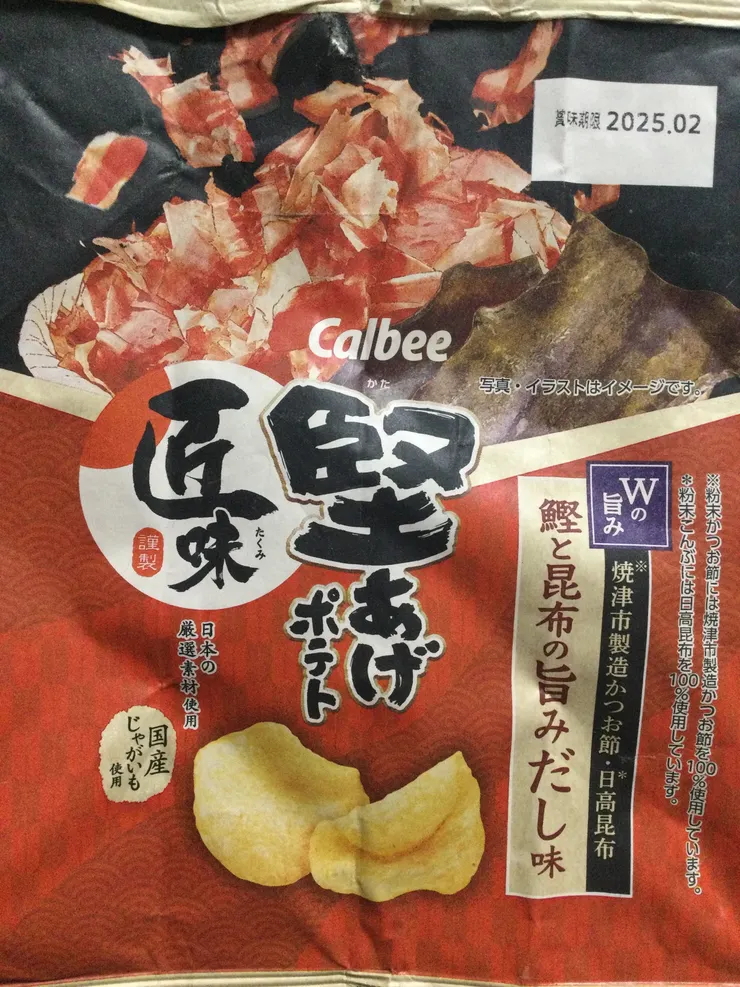 賞味期限 2025.02
Calbee
写真・イラストはイメージです。
かた
堅あげ
ポテト
匠味
たくみ
謹製
日本の
厳選素材使用
国産
じゃがいも
使用
Wの
旨み
※焼津市製造かつお節・*日高昆布
鰹と昆布の旨みだし味
※粉末かつお節には焼津市製造かつお節を100%使用しています。
*粉末こんぶには日高昆布を100%使用しています。